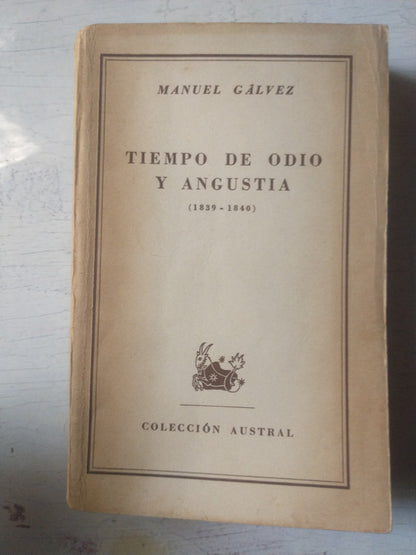 MANUEL GÁLVEZ
TIEMPO DE ODIO
Y ANGUSTIA
(1839-1840)
COLECCIÓN AUSTRAL